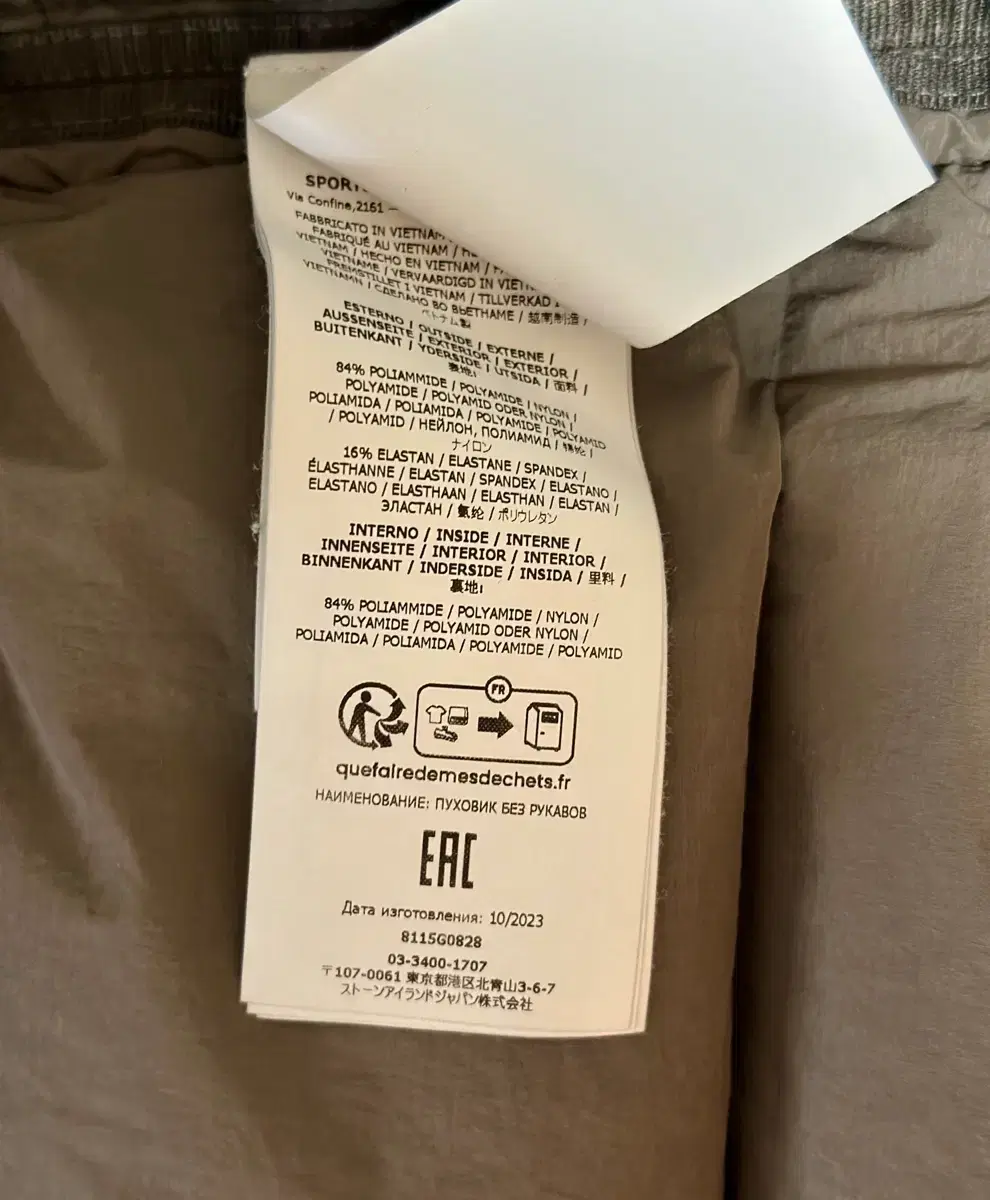 Via Confine,2161 –
FABBRICATO IN VIETNAM
FABRIQUÉ AU VIETNAM /
VIETNAM / HECHO EN VIETNAM /
VIETNAME / VERVAARDIGD IN
FREMSTILLET I VIETNAM / TILLVERKAD I
VIETNAMN / СДЕЛАНО ВО ВЬЕТНАМЕ / 越南制造 /
ベトナム製
ESTERNO / OUTSIDE / EXTERNE /
AUSSENSEITE / EXTERIOR / EXTERIOR /
BUITENKANT / YDERSIDE / UTSIDA / 面料 /
表地:
84% POLIAMMIDE / POLYAMIDE / NYLON /
POLYAMIDE / POLYAMID ODER NYLON /
POLIAMIDA / POLIAMIDA / POLYAMIDE / POLYAMID
/ POLYAMID / НЕЙЛОН, ПОЛИАМИД / 锦纶 /
ナイロン
16% ELASTAN / ELASTANE / SPANDEX /
ÉLASTHANNE / ELASTAN / SPANDEX / ELASTANO /
ELASTANO / ELASTHAAN / ELASTHAN / ELASTAN /
ЭЛАСТАН / 氨纶 / ポリウレタン
INTERNO / INSIDE / INTERNE /
INNENSEITE / INTERIOR / INTERIOR /
BINNENKANT / INDERSIDE / INSIDA / 里料 /
裏地:
84% POLIAMMIDE / POLYAMIDE / NYLON /
POLYAMIDE / POLYAMID ODER NYLON /
POLIAMIDA / POLIAMIDA / POLYAMIDE / POLYAMID
FR
quefairedemesdechets.fr
НАИМЕНОВАНИЕ: ПУХОВИК БЕЗ РУКАВОВ
EAC
Дата изготовления: 10/2023
8115G0828
03-3400-1707
〒107-0061 東京都港区北青山3-6-7
ストーンアイランドジャパン株式会社